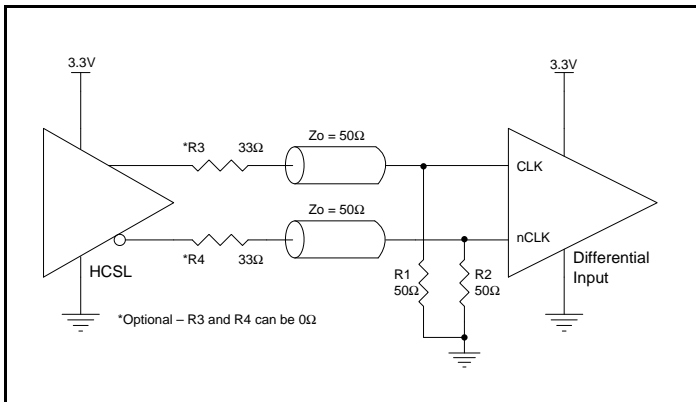 3.3V
3.3V
*R3 33Ω
Zo = 50Ω
CLK
Zo = 50Ω
nCLK
HCSL
*R4 33Ω
R1
50Ω
R2
50Ω
Differential
Input
*Optional – R3 and R4 can be 0Ω